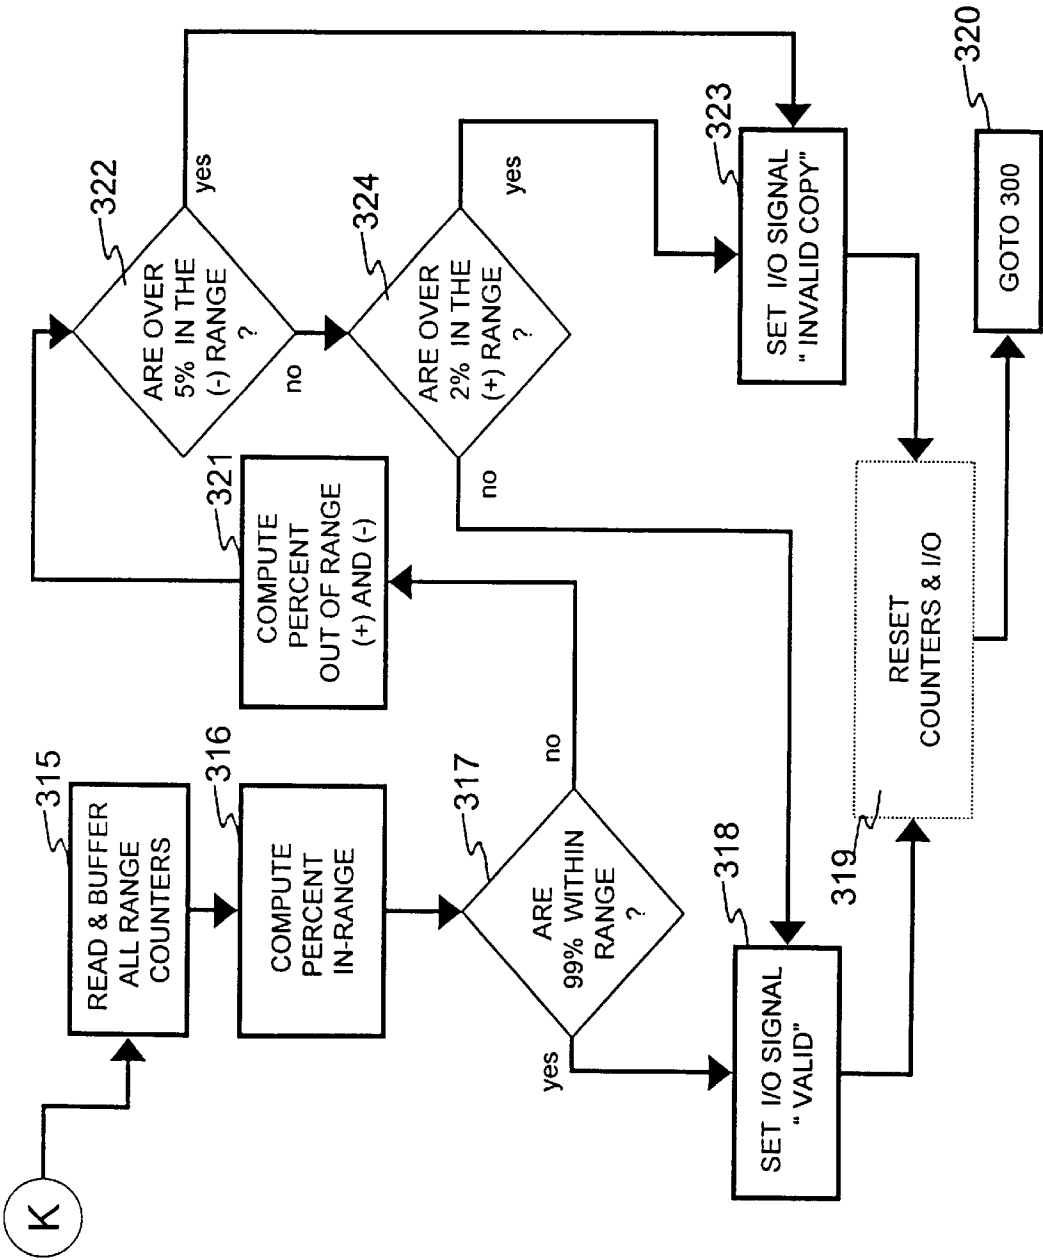 K
315
READ & BUFFER
ALL RANGE
COUNTERS
316
COMPUTE
PERCENT
IN-RANGE
317
ARE
99% WITHIN
RANGE
?
yes
no
318
SET I/O SIGNAL
“ VALID”
321
COMPUTE
PERCENT
OUT OF RANGE
(+) AND (-)
322
ARE OVER
5% IN THE
(-) RANGE
?
yes
no
324
ARE OVER
2% IN THE
(+) RANGE
?
yes
no
323
SET I/O SIGNAL
“ INVALID COPY”
319
RESET
COUNTERS & I/O
320
GOTO 300